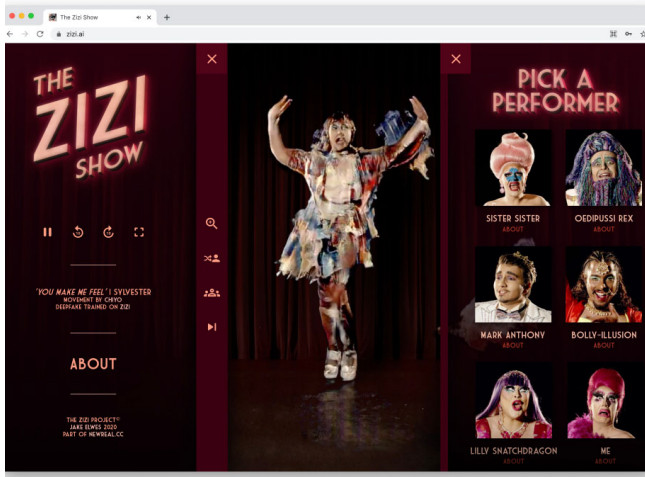 The Zizi Show
zizi.ai
THE
ZIZI
SHOW
'YOU MAKE ME FEEL' | SYLVESTER
MOVEMENT BY CHIYO
DEEPFAKE TRAINED ON ZIZI
ABOUT
THE ZIZI PROJECT©
JAKE ELWES 2020
PART OF NEWREAL.CC
PICK A
PERFORMER
SISTER SISTER
ABOUT
OEDIPUSSI REX
ABOUT
MARK ANTHONY
ABOUT
BOLLY-ILLUSION
ABOUT
LILLY SNATCHDRAGON
ABOUT
ME
ABOUT